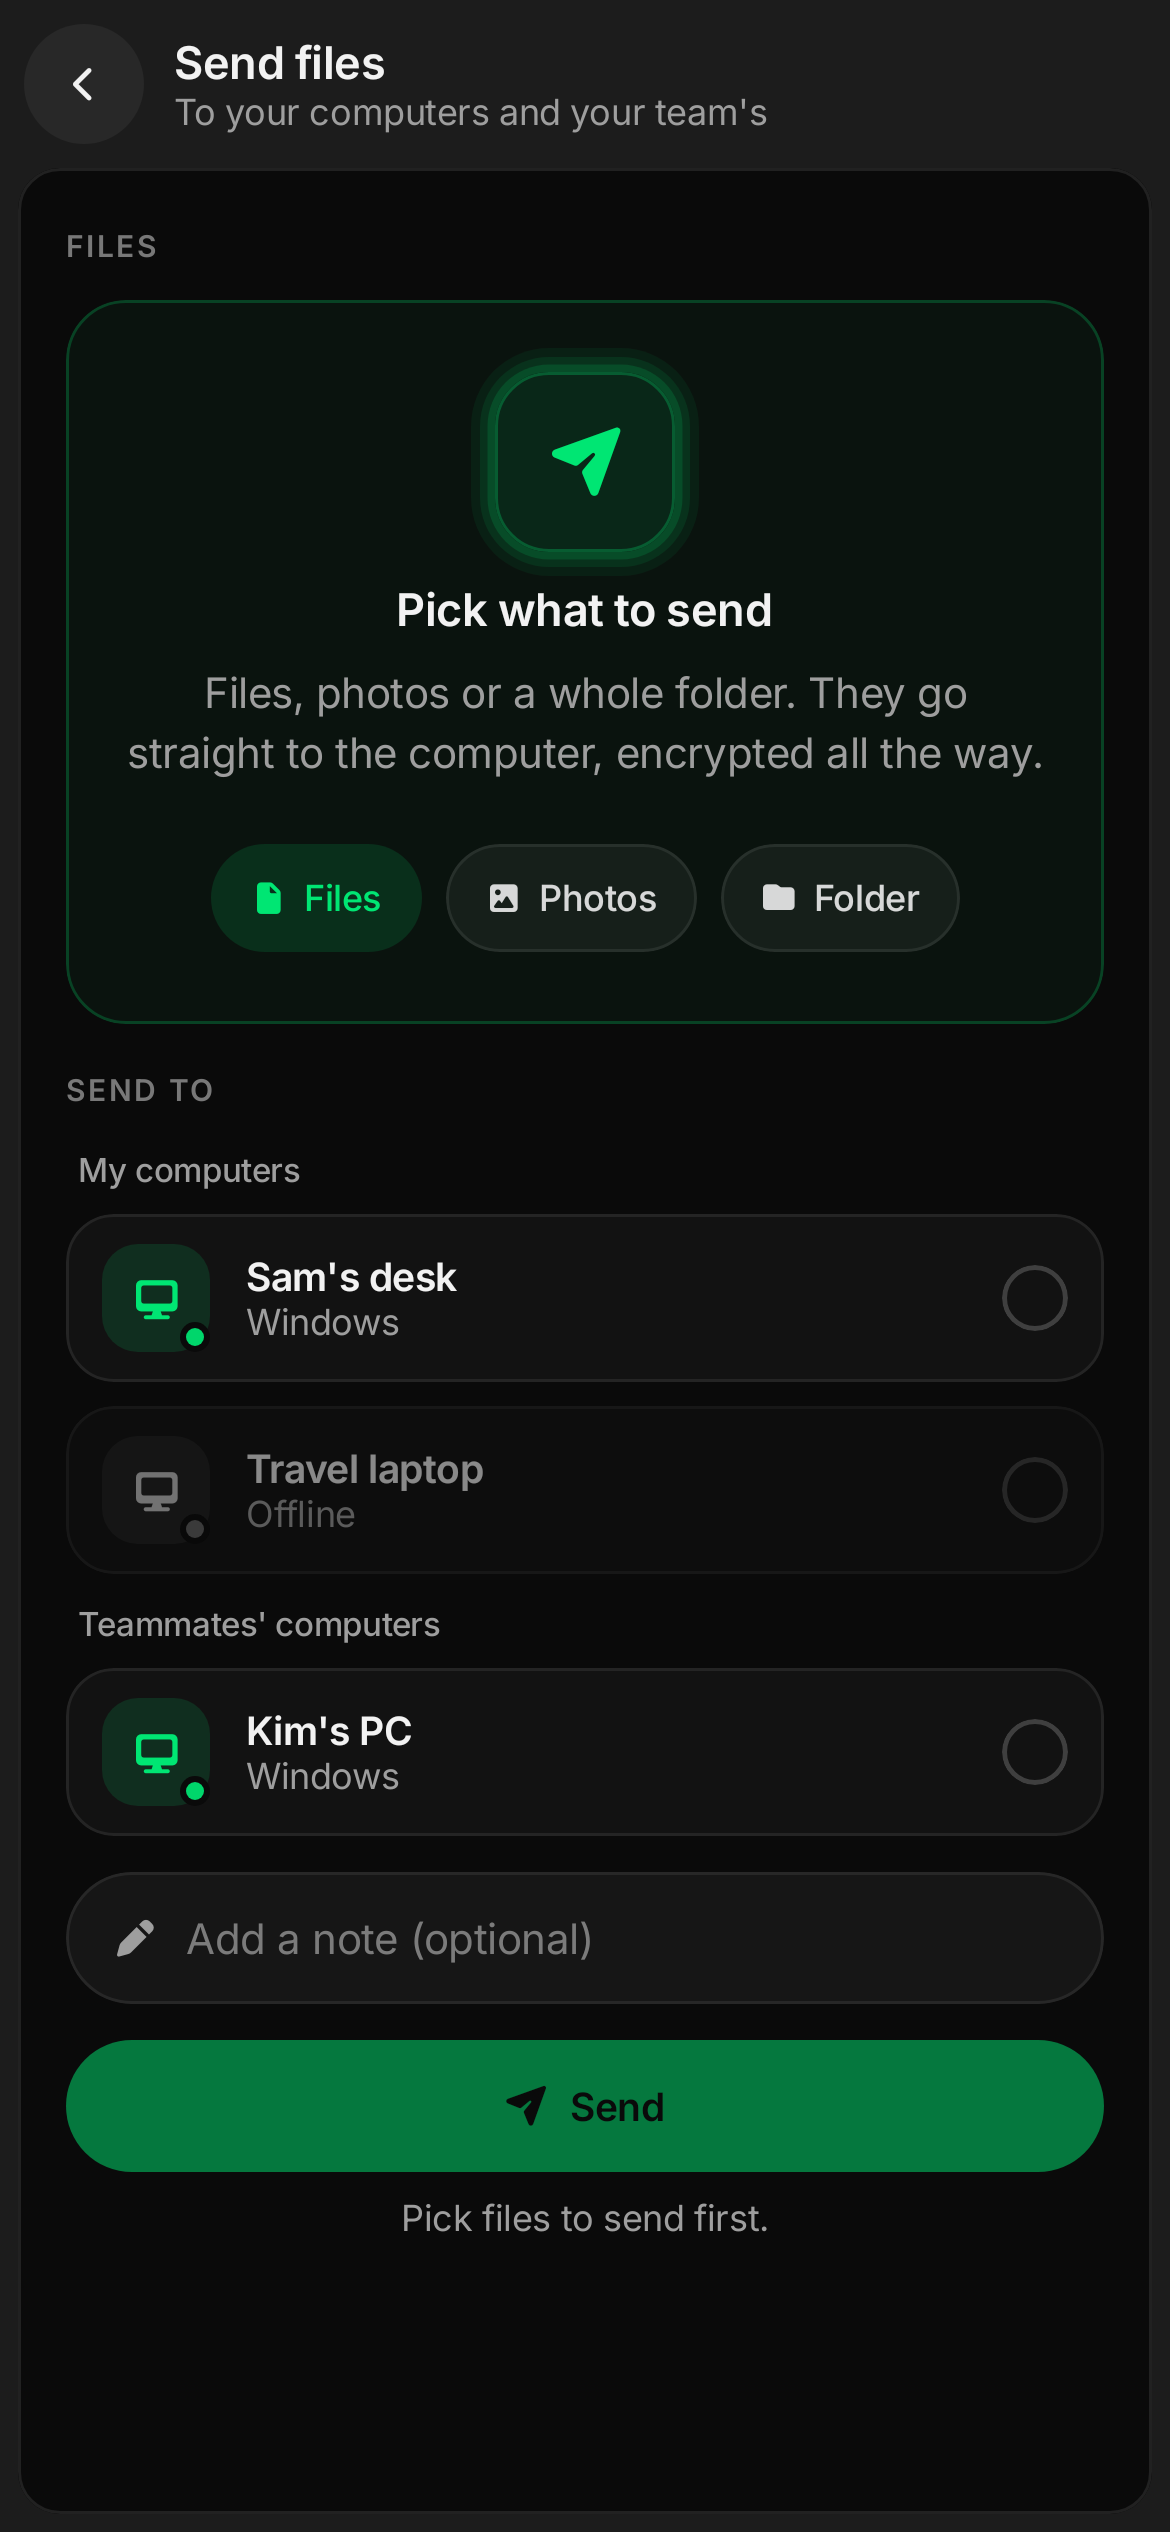 Send files
To your computers and your team's
FILES
Pick what to send
Files, photos or a whole folder. They go
straight to the computer, encrypted all the way.
Files
Photos
Folder
SEND TO
My computers
Sam's desk
Windows
Travel laptop
Offline
Teammates' computers
Kim's PC
Windows
Add a note (optional)
Send
Pick files to send first.